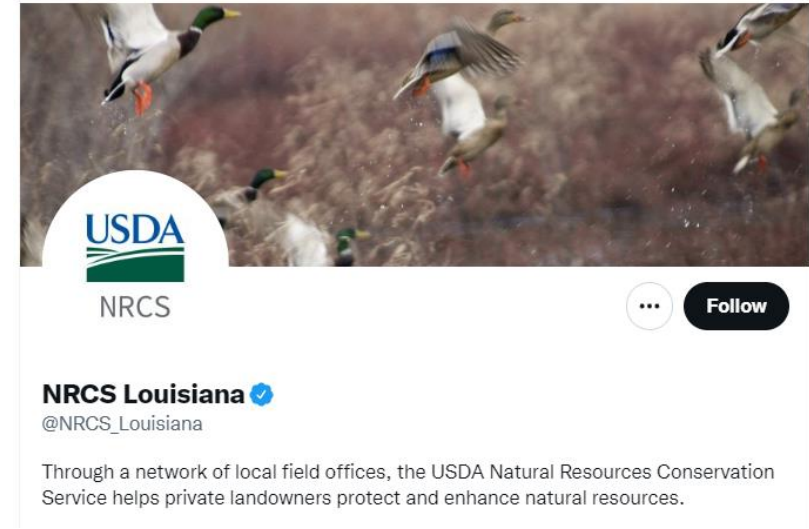 USDA
NRCS
Follow
NRCS Louisiana
@NRCS_Louisiana
Through a network of local field offices, the USDA Natural Resources Conservation
Service helps private landowners protect and enhance natural resources.